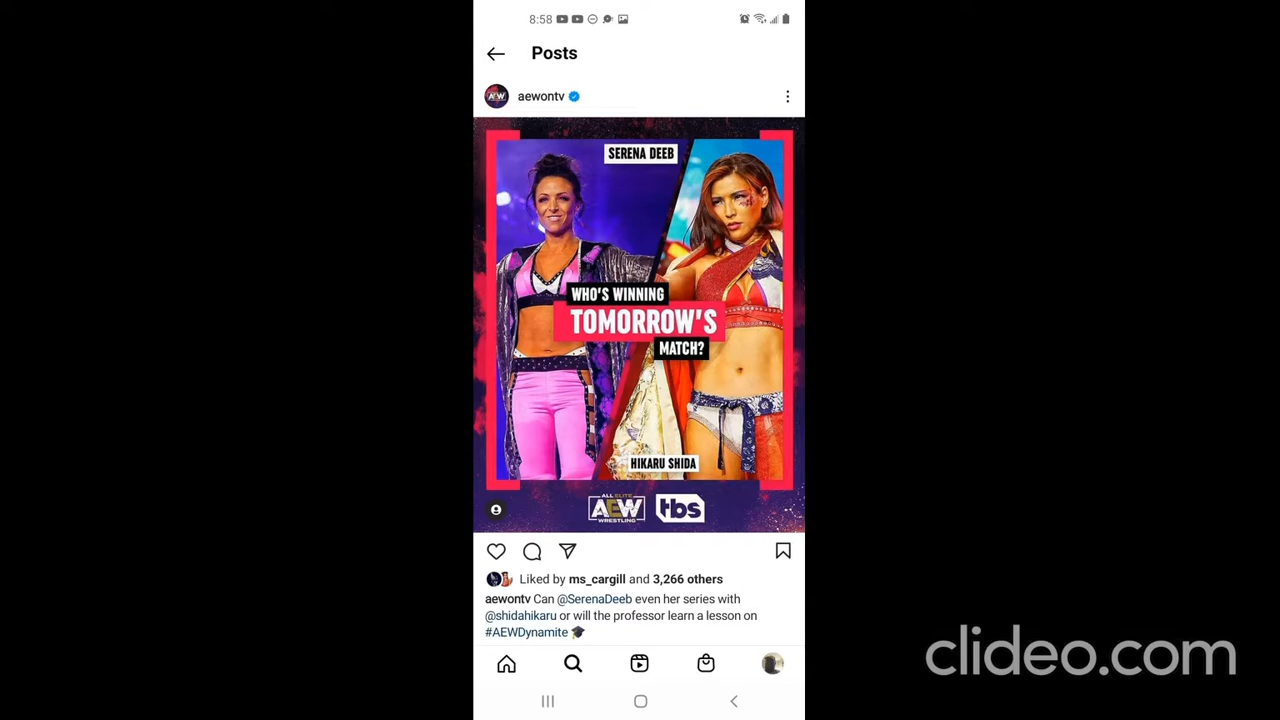 8:58
Posts
aewontv
AEW
SERENA DEEB
WHO'S WINNING
TOMORROW'S
MATCH?
HIKARU SHIDA
ALL ELITE
AEW
WRESTLING
tbs
Liked by ms_cargill and 3,266 others
aewontv Can @SerenaDeeb even her series with
@shidahikaru or will the professor learn a lesson on
#AEWDynamite 🎓
clideo.com